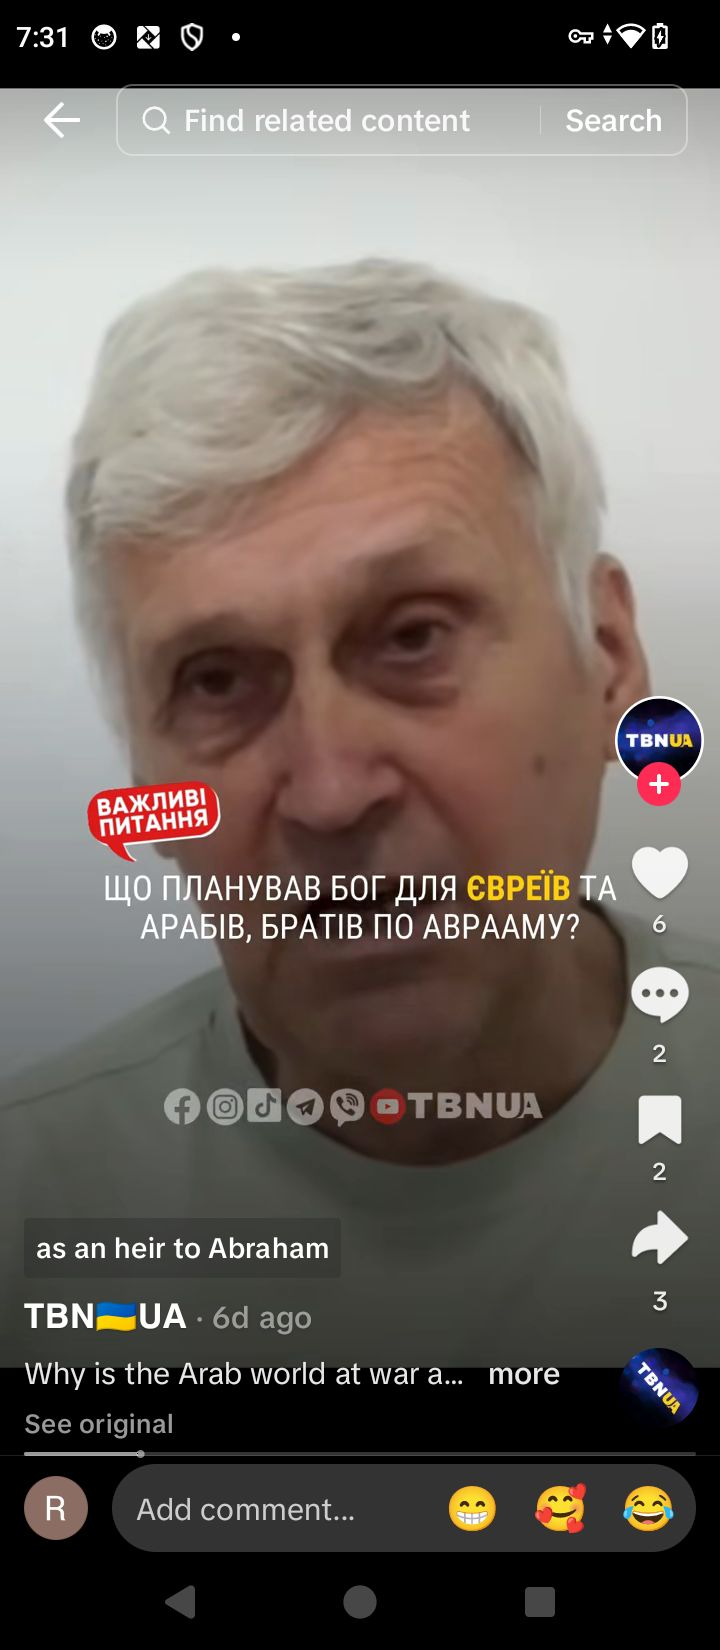 7:31
Find related content
Search
TBNUA
ВАЖЛИВІ
ПИТАННЯ
ЩО ПЛАНУВАВ БОГ ДЛЯ ЄВРЕЇВ ТА
АРАБІВ, БРАТІВ ПО АВРААМУ?
6
2
2
3
TBNUA
as an heir to Abraham
TBN🇺🇦UA · 6d ago
Why is the Arab world at war a... more
TBNUA
See original
R
Add comment...